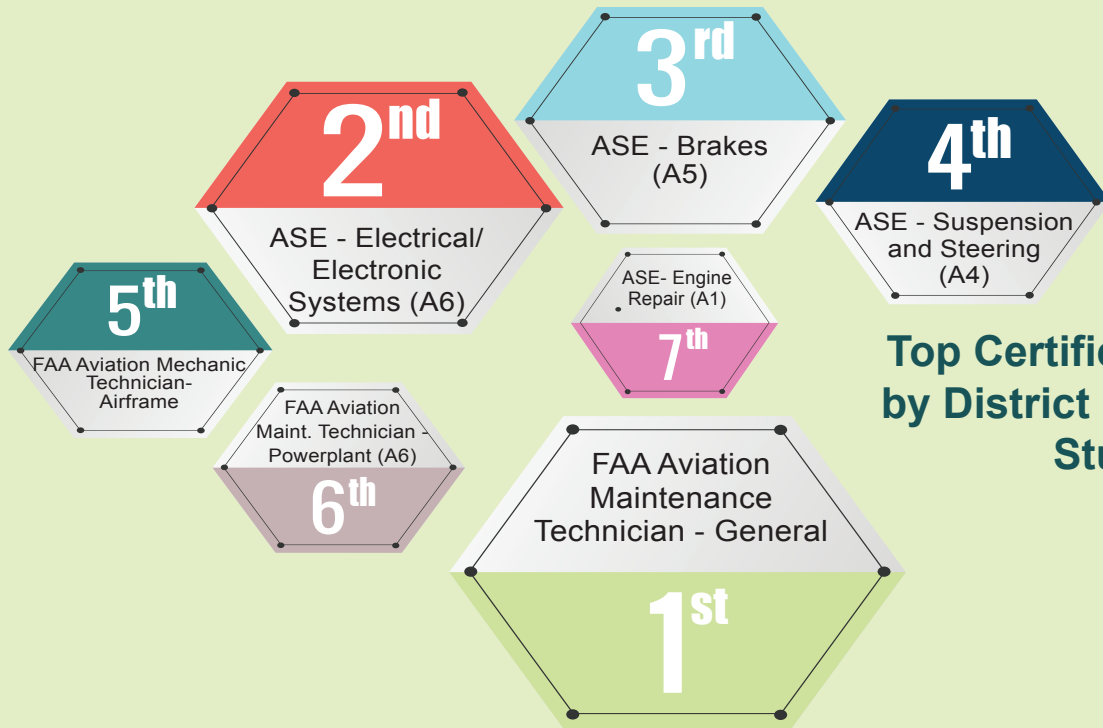 3rd
ASE - Brakes
(A5)
2nd
ASE - Electrical/
Electronic
Systems (A6)
4th
ASE - Suspension
and Steering
(A4)
5th
FAA Aviation Mechanic
Technician-
Airframe
ASE- Engine
Repair (A1)
7th
Top
by District
FAA Aviation
Maint. Technician -
Powerplant (A6)
6th
FAA Aviation
Maintenance
Technician - General
1st